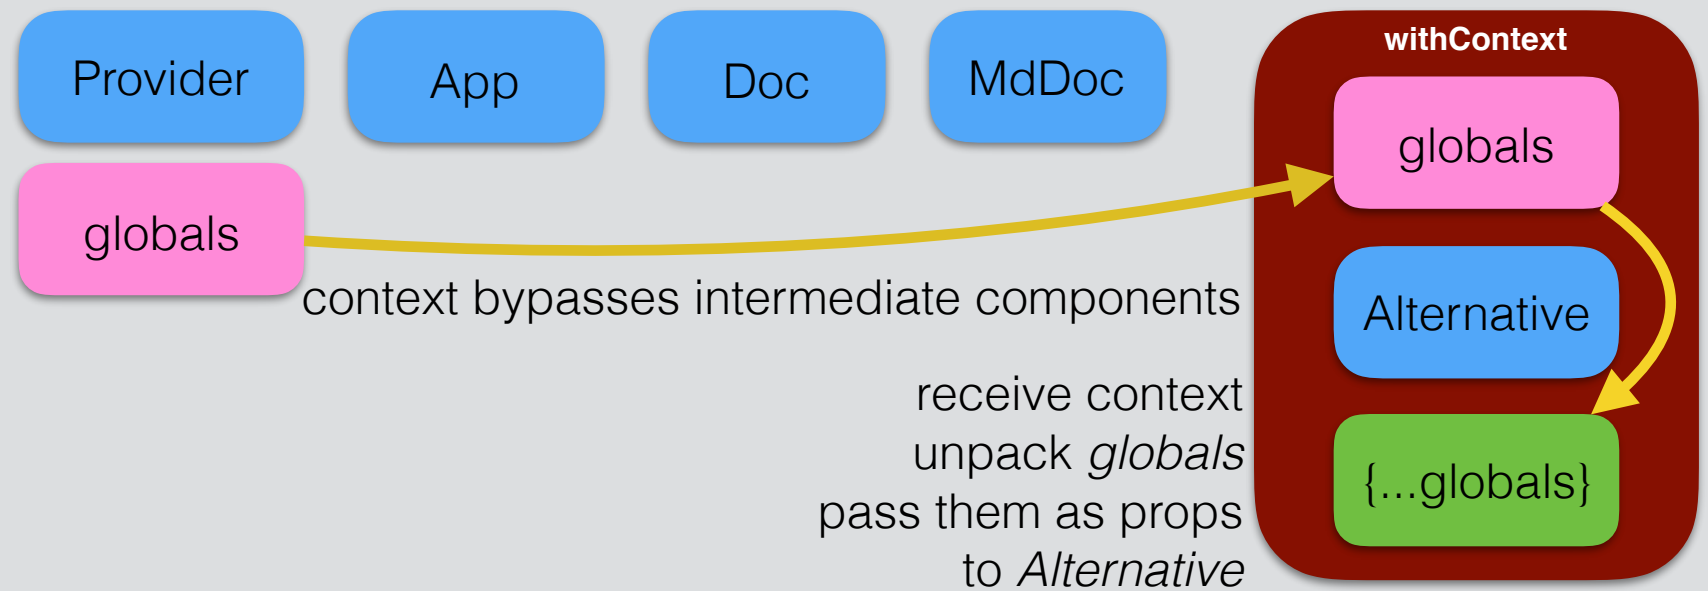 Provider
App
Doc
MdDoc
withContext
globals
globals
context bypasses intermediate components
Alternative
receive context
unpack globals
pass them as props
to Alternative
{...globals}